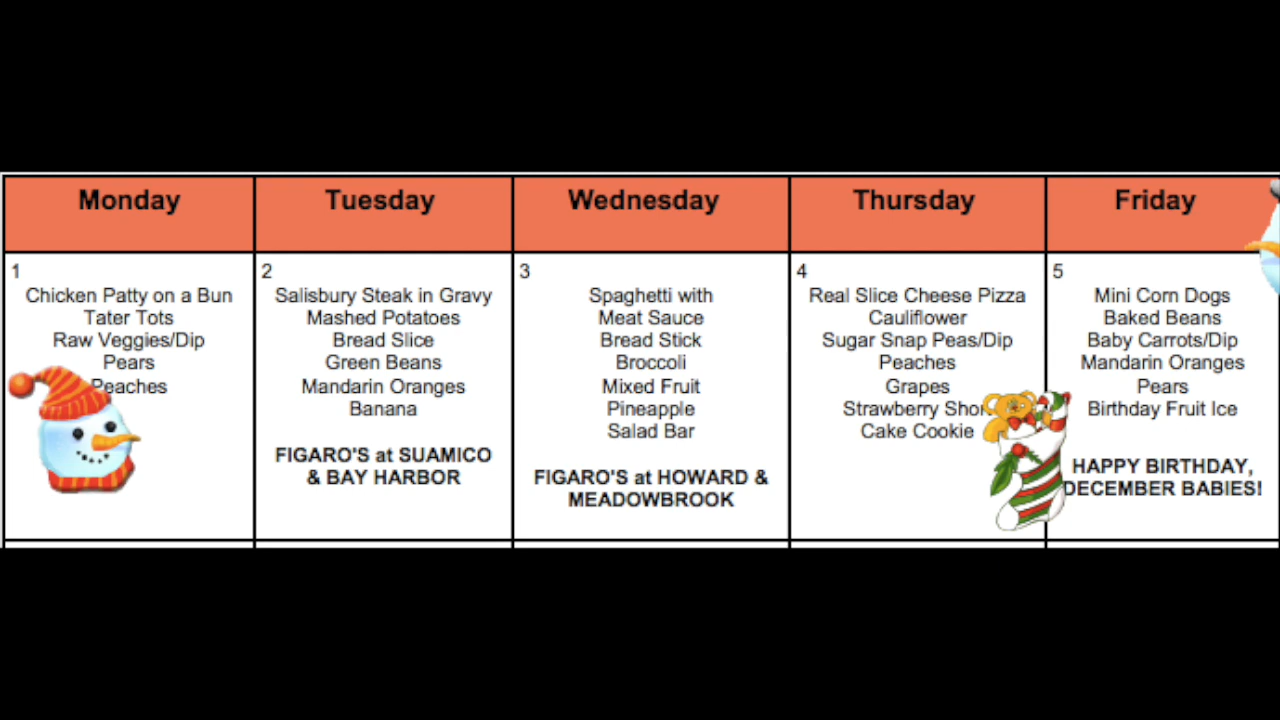 Monday
Tuesday
Wednesday
Thursday
Friday
1
Chicken Patty on a Bun
Tater Tots
Raw Veggies/Dip
Pears
Peaches
2
Salisbury Steak in Gravy
Mashed Potatoes
Bread Slice
Green Beans
Mandarin Oranges
Banana
FIGARO'S at SUAMICO
& BAY HARBOR
3
Spaghetti with
Meat Sauce
Bread Stick
Broccoli
Mixed Fruit
Pineapple
Salad Bar
FIGARO'S at HOWARD &
MEADOWBROOK
4
Real Slice Cheese Pizza
Cauliflower
Sugar Snap Peas/Dip
Peaches
Grapes
Strawberry Short
Cake Cookie
5
Mini Corn Dogs
Baked Beans
Baby Carrots/Dip
Mandarin Oranges
Pears
Birthday Fruit Ice
HAPPY BIRTHDAY,
DECEMBER BABIES!